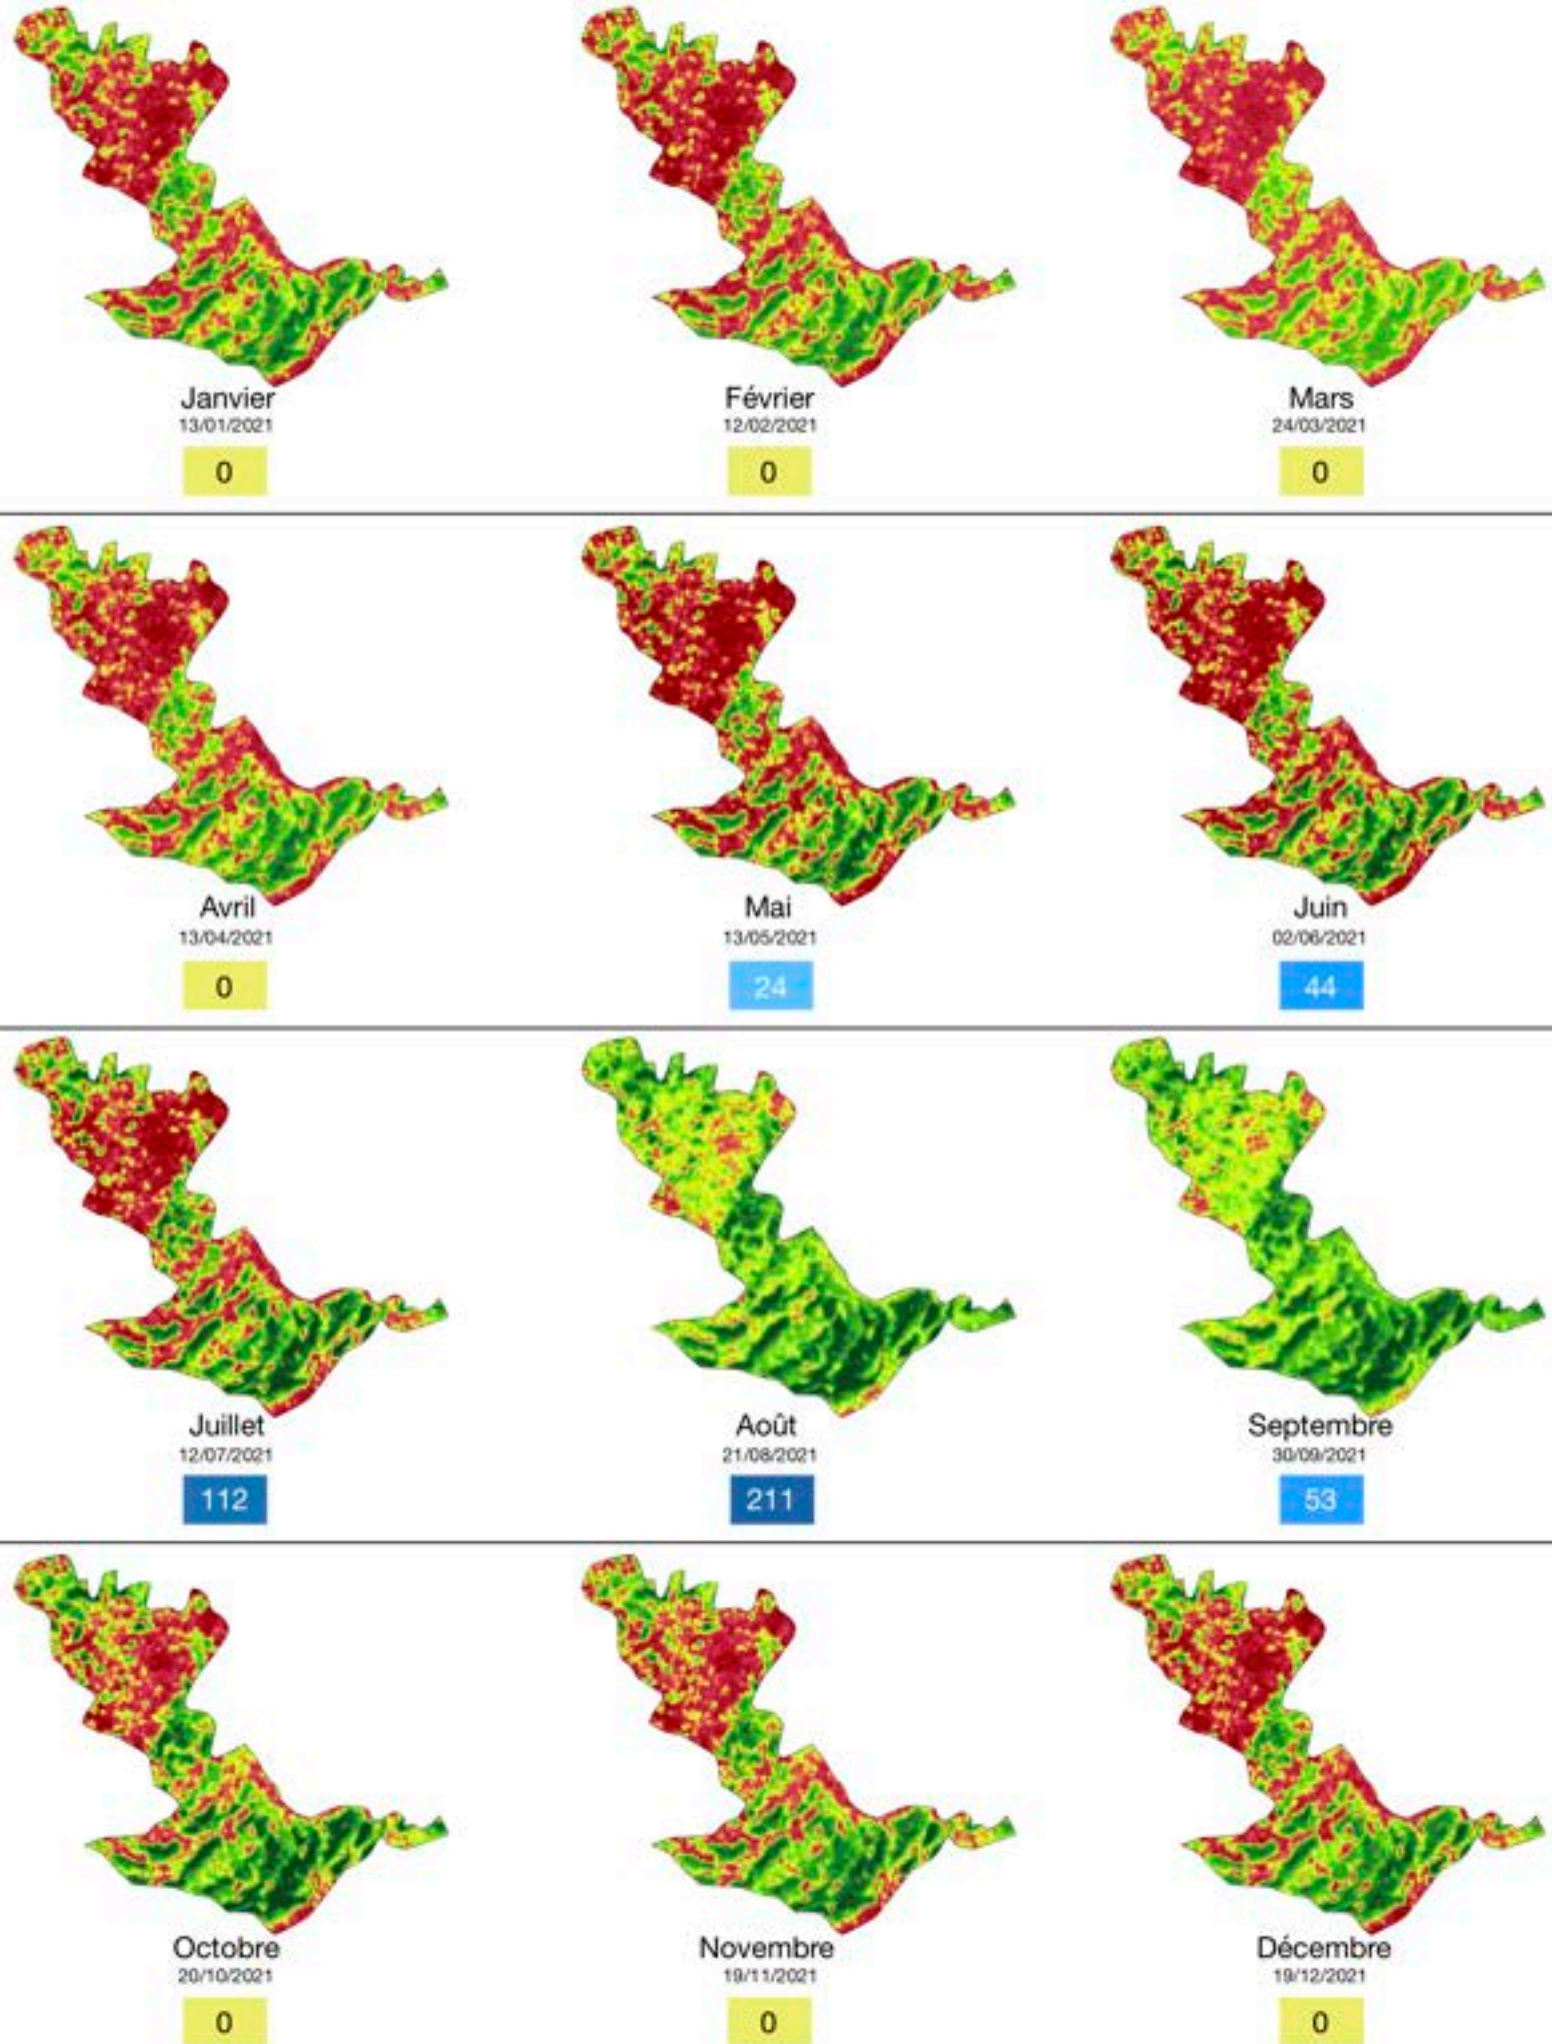 Janvier
13/01/2021
0
Février
12/02/2021
0
Mars
24/03/2021
0
Avril
13/04/2021
0
Mai
13/05/2021
24
Juin
02/06/2021
44
Juillet
12/07/2021
112
Août
21/08/2021
211
Septembre
30/09/2021
53
Octobre
20/10/2021
0
Novembre
19/11/2021
0
Décembre
19/12/2021
0